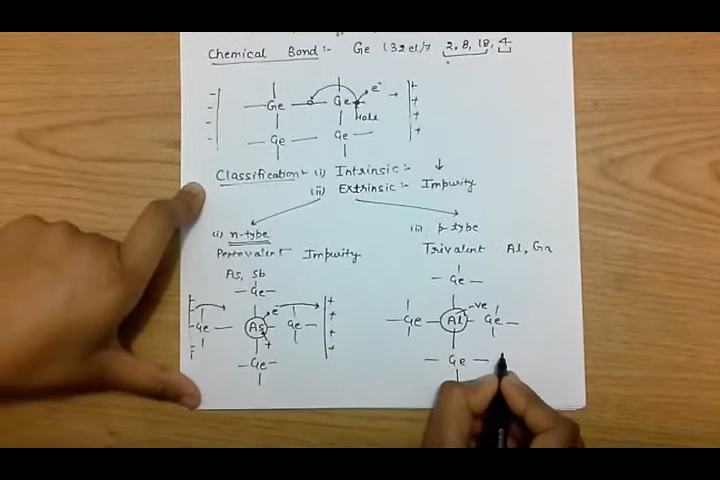 Chemical Bond :- Ge (32el)7 2, 8, 18, 4
Ge Ge e⁻ →
Hole
Ge Ge
Classification :- (i) Intrinsic :-
(ii) Extrinsic :- Impurity
(i) n-type
(ii) p-type
Pentavalent Impurity
Trivalent Al, Ga
As, Sb
Ge
Ge As e⁻ Ge
+
Ge
Ge
Ge Al -ve Ge
Ge